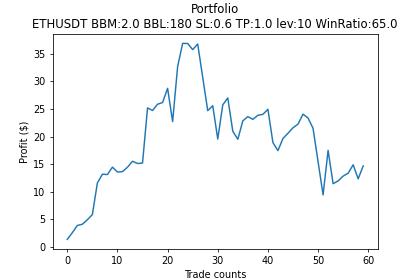 Portfolio
ETHUSDT BBM:2.0 BBL:180 SL:0.6 TP:1.0 lev:10 WinRatio:65.0
Profit ($)
35
30
25
20
15
10
5
0
0 10 20 30 40 50 60
Trade counts